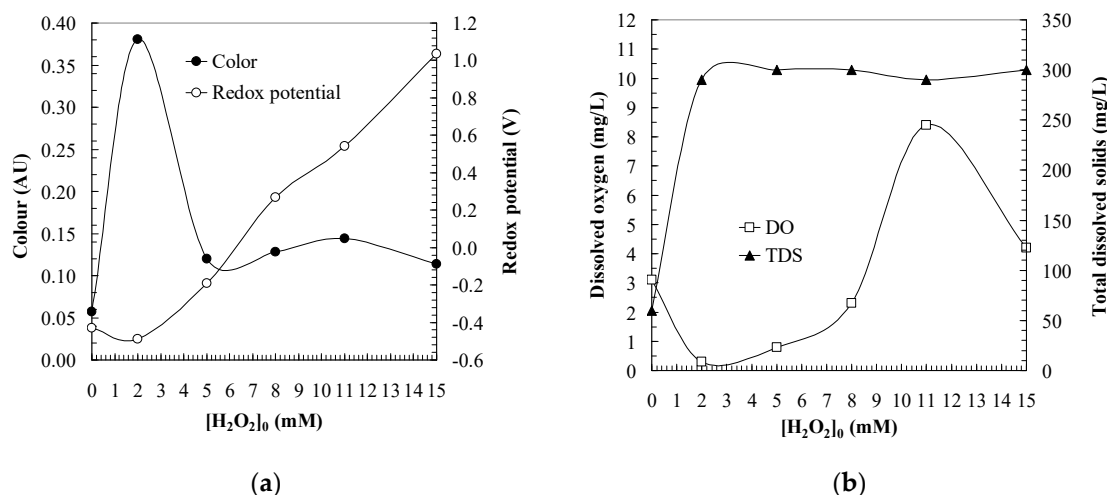 0.40
0.35
0.30
0.25
0.20
0.15
0.10
0.05
0.00
Colour (AU)
Color
Redox potential
1.2
1.0
0.8
0.6
0.4
0.2
0.0
-0.2
-0.4
-0.6
Redox potential (V)
0 1 2 3 4 5 6 7 8 9 10 11 12 13 14 15
[H₂O₂]₀ (mM)
(a)
12
11
10
9
8
7
6
5
4
3
2
1
0
Dissolved oxygen (mg/L)
DO
TDS
350
300
250
200
150
100
50
0
Total dissolved solids (mg/L)
0 1 2 3 4 5 6 7 8 9 10 11 12 13 14 15
[H₂O₂]₀ (mM)
(b)